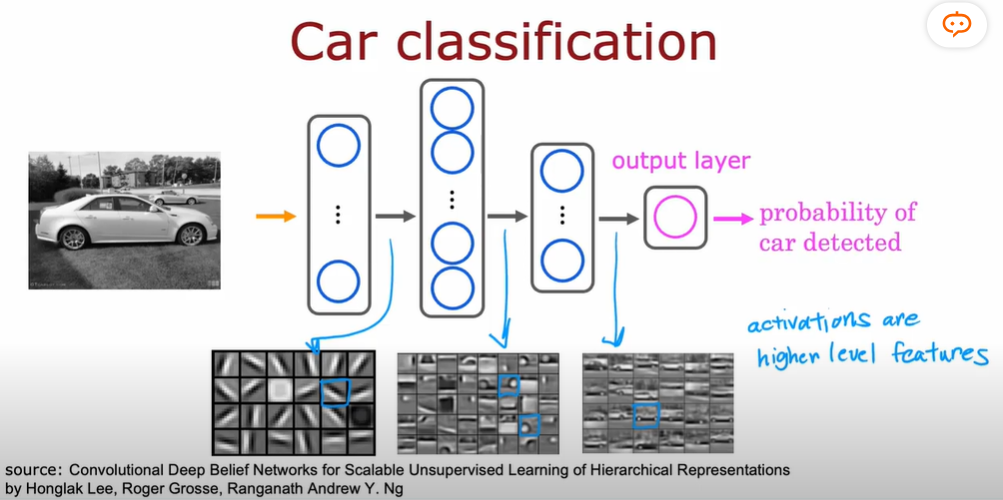 Car classification
output layer
probability of
car detected
activations are
higher level features
source: Convolutional Deep Belief Networks for Scalable Unsupervised Learning of Hierarchical Representations
by Honglak Lee, Roger Grosse, Ranganath Andrew Y. Ng